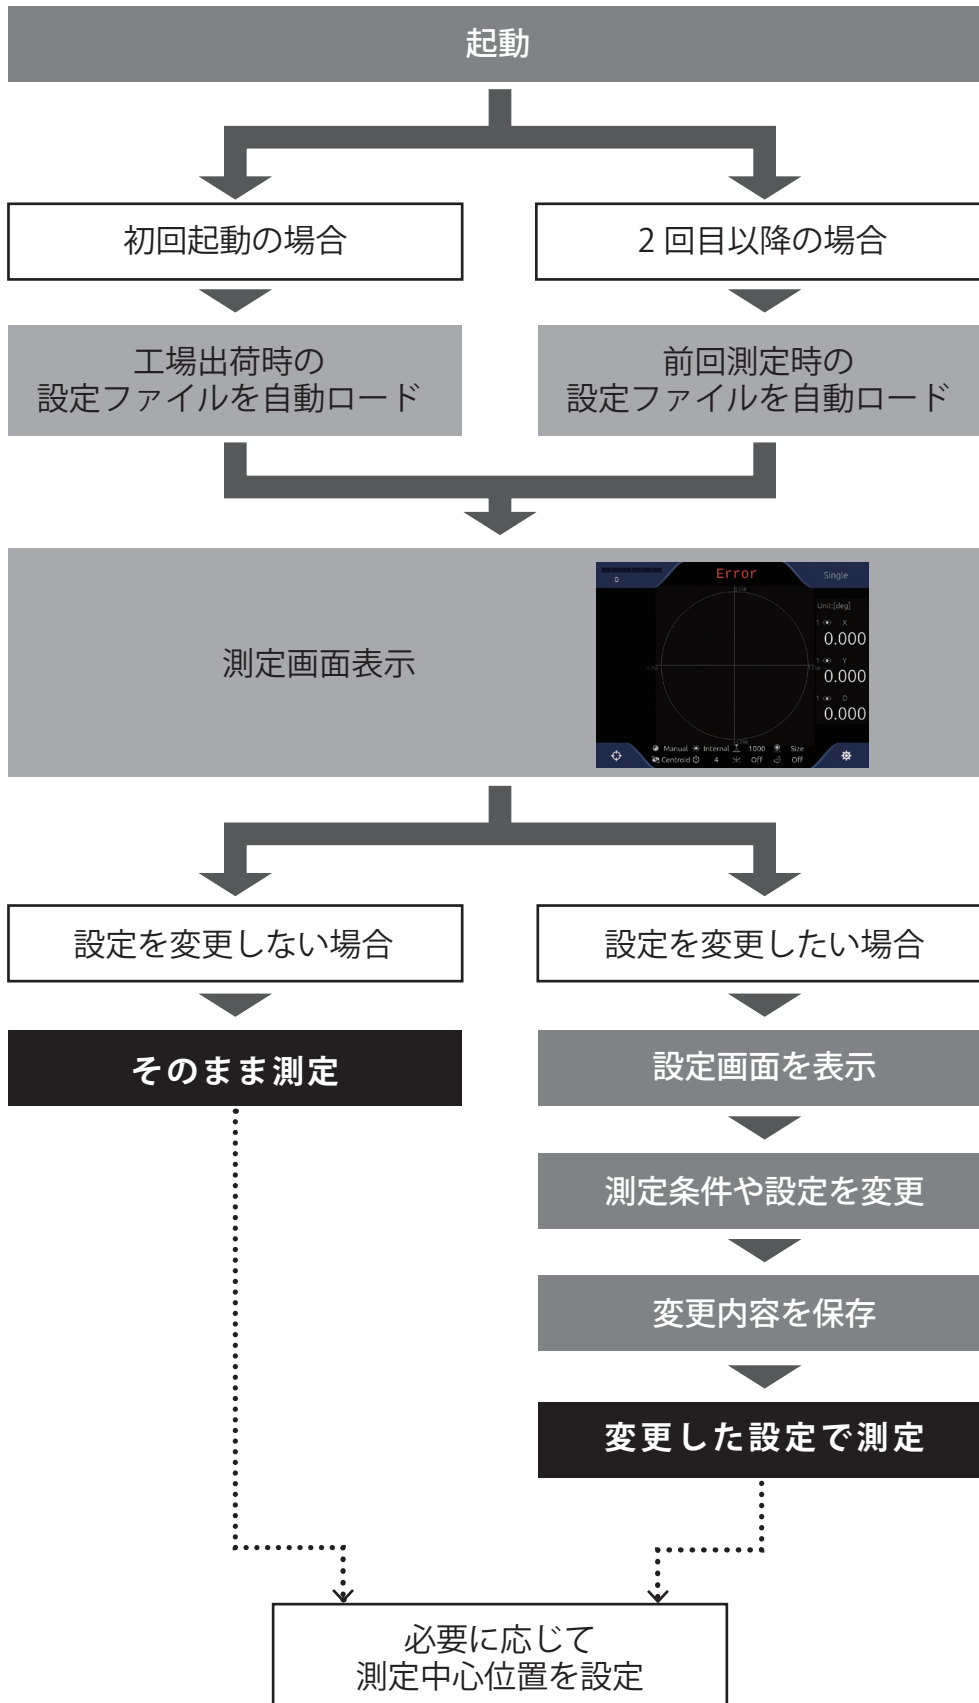 起動
初回起動の場合
2 回目以降の場合
工場出荷時の
設定ファイルを自動ロード
前回測定時の
設定ファイルを自動ロード
測定画面表示
0
Error
Single
Unit:[deg]
1 X
0.000
1 Y
0.000
1 D
0.000
Manual Internal 1000 Size
Centroid 4 Off Off
設定を変更しない場合
設定を変更したい場合
そのまま測定
設定画面を表示
測定条件や設定を変更
変更内容を保存
変更した設定で測定
必要に応じて
測定中心位置を設定